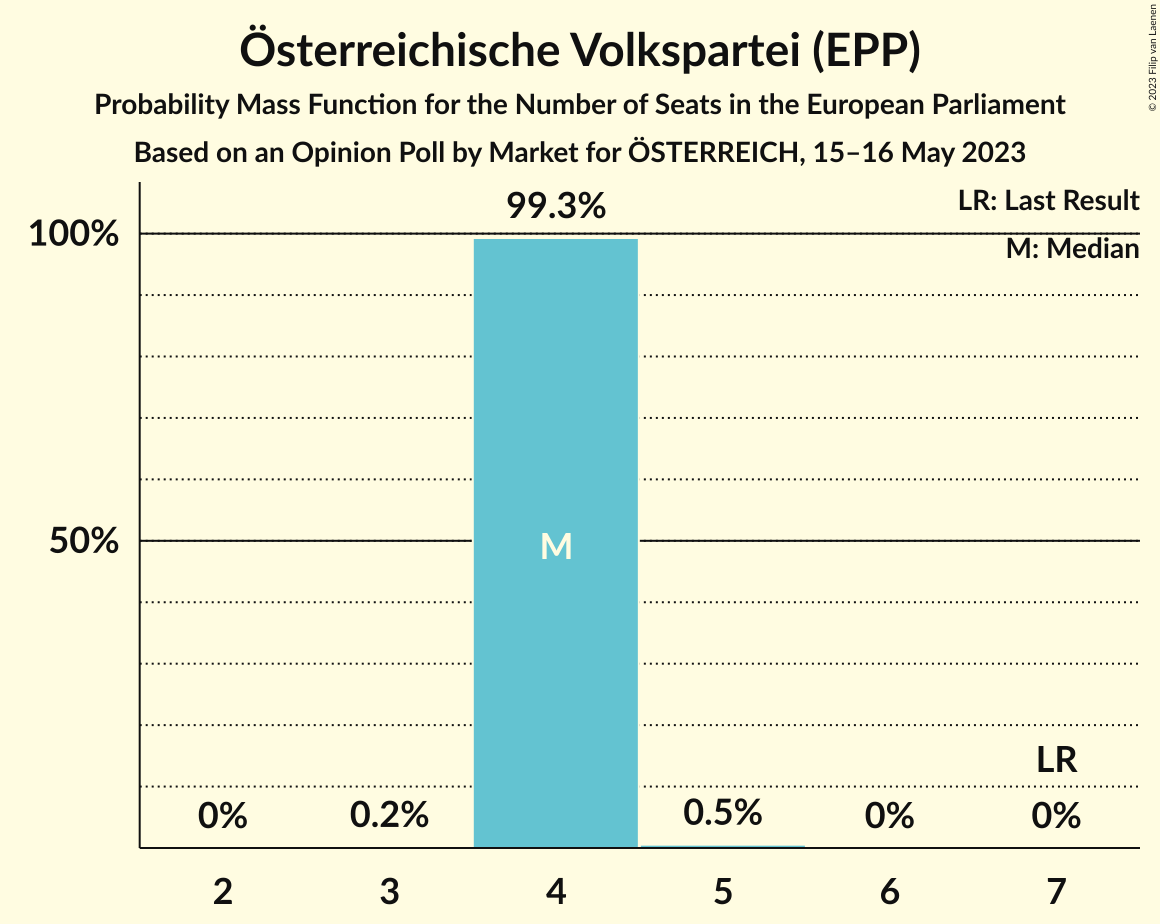 Österreichische Volkspartei (EPP)
Probability Mass Function for the Number of Seats in the European Parliament
Based on an Opinion Poll by Market for ÖSTERREICH, 15–16 May 2023
© 2023 Filip van Laenen
LR: Last Result
M: Median
99.3%
100%
50%
M
LR
0%
0.2%
0.5%
0%
0%
2
3
4
5
6
7